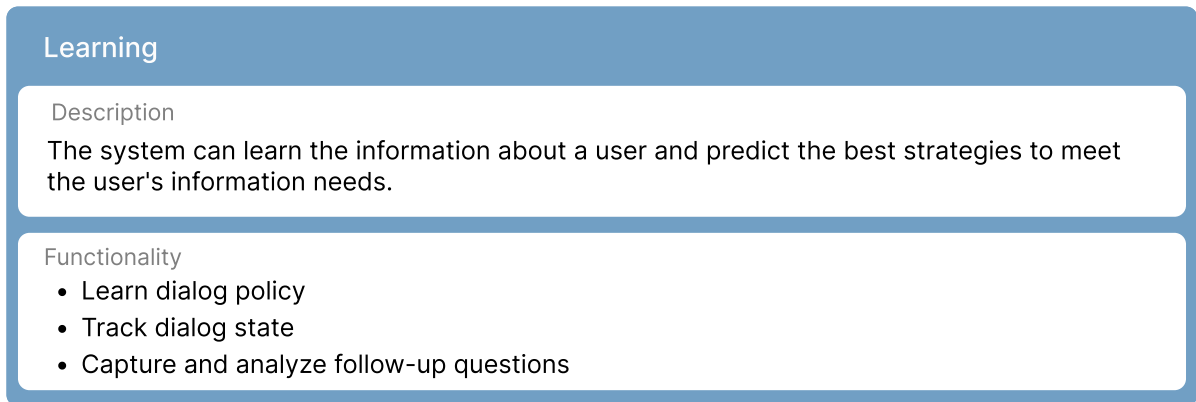 Learning
Description
The system can learn the information about a user and predict the best strategies to meet
the user's information needs.
Functionality
• Learn dialog policy
• Track dialog state
• Capture and analyze follow-up questions